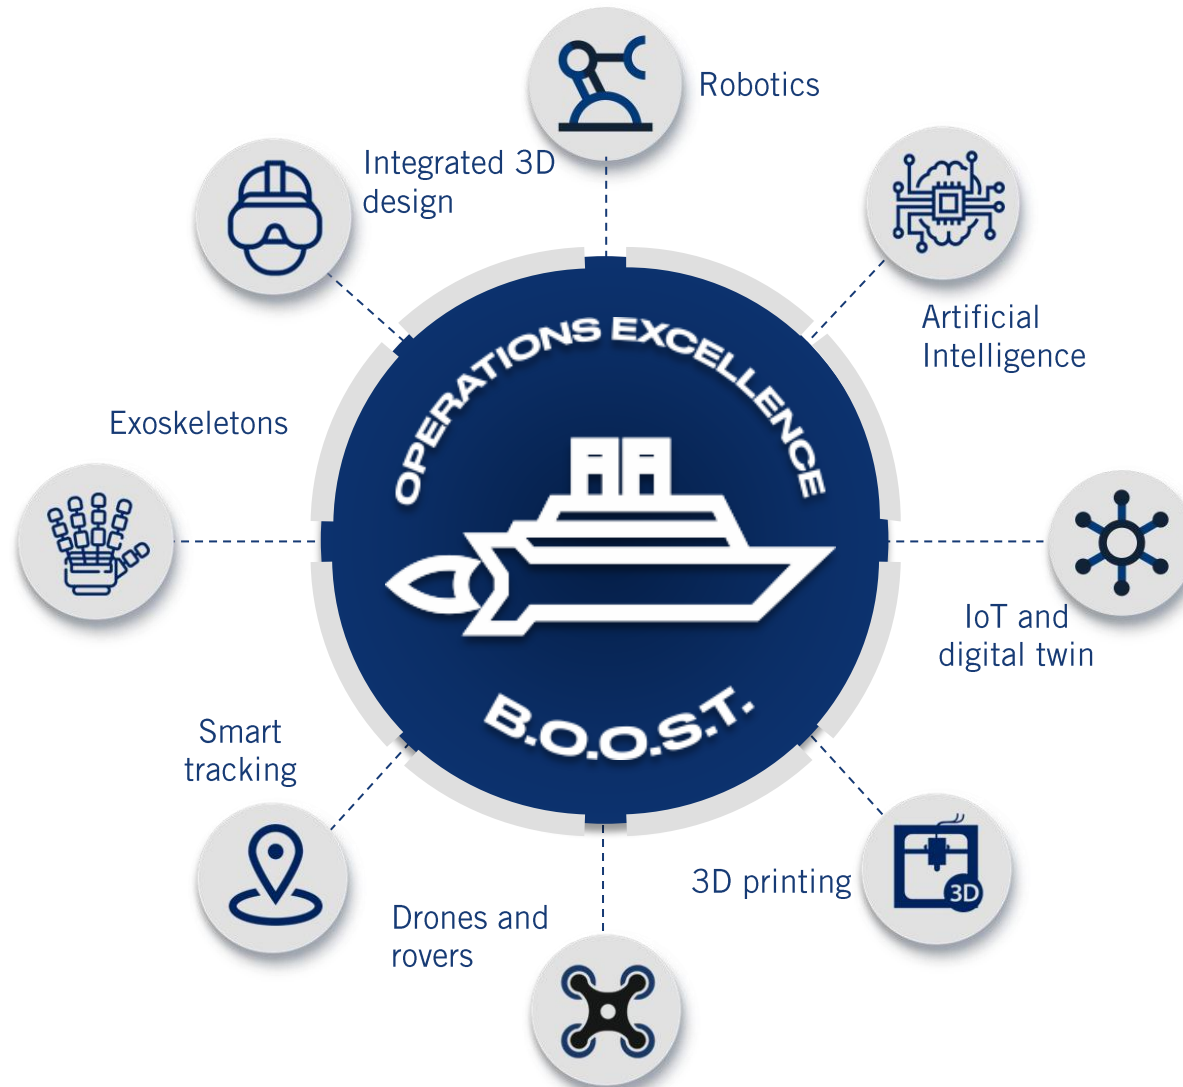 Robotics
Integrated 3D
design
Artificial
Intelligence
OPERATIONS EXCELLENCE
Exoskeletons
IoT and
digital twin
B.O.O.S.T.
Smart
tracking
3D printing
3D
Drones and
rovers